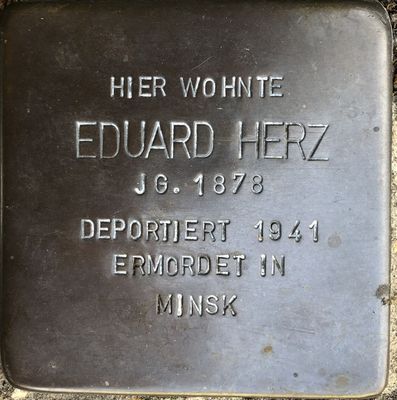 HIER WOHNTE
EDUARD HERZ
JG. 1878
DEPORTIERT 1941
ERMORDET IN
MINSK